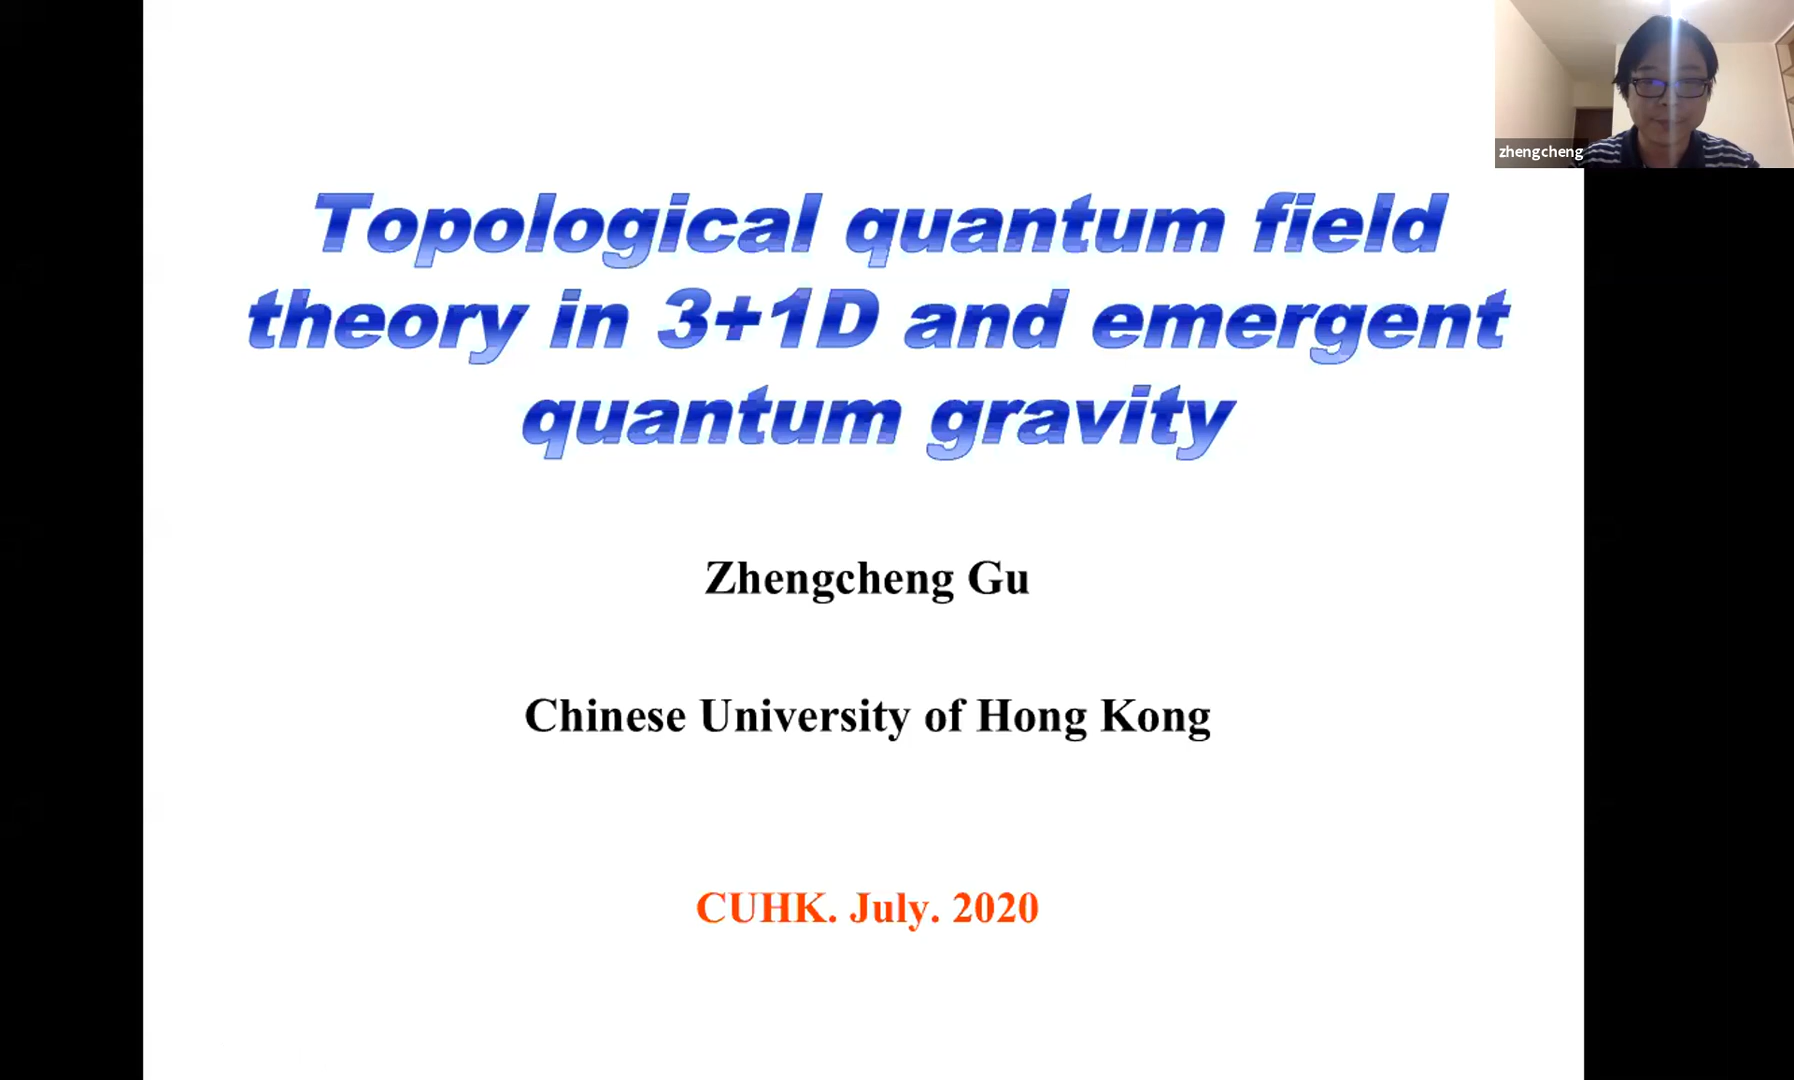 zhengcheng
Topological quantum field
theory in 3+1D and emergent
quantum gravity
Zhengcheng Gu
Chinese University of Hong Kong
CUHK. July. 2020